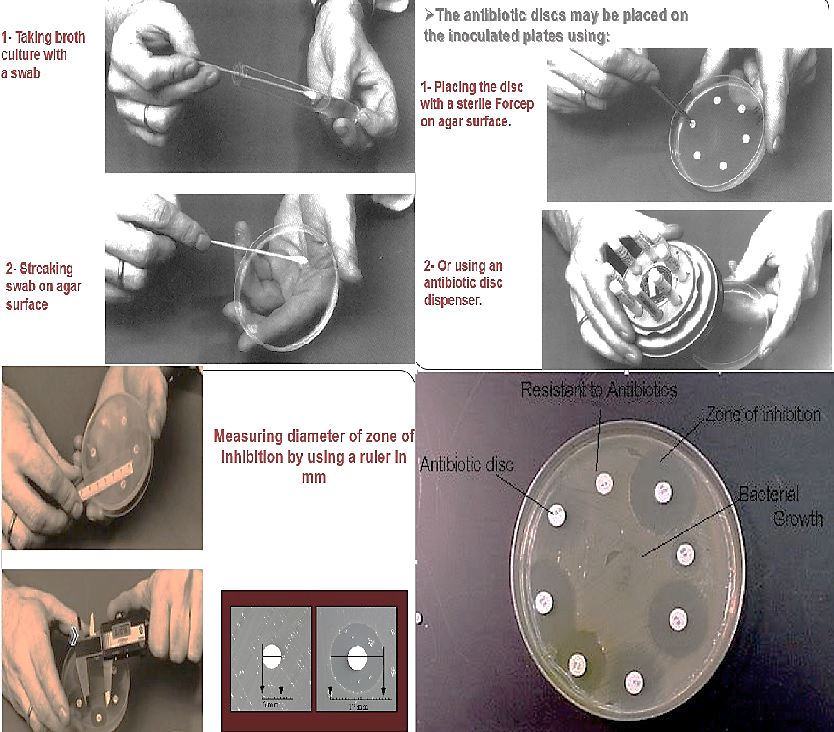 1- Taking broth
culture with
a swab
2- Streaking
swab on agar
surface
➢The antibiotic discs may be placed on
the inoculated plates using:
1- Placing the disc
with a sterile Forcep
on agar surface.
2- Or using an
antibiotic disc
dispenser.
Measuring diameter of zone of
Inhibition by using a ruler in
mm
Resistant to Antibiotics
Zone of inhibition
Antibiotic disc
Bacterial
Growth